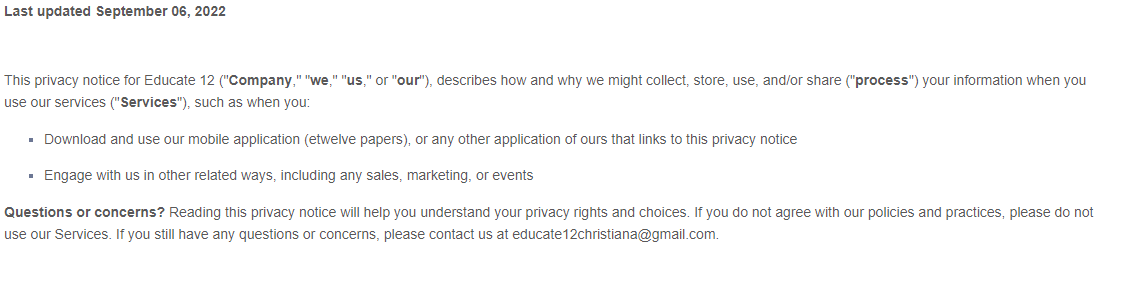 Last updated September 06, 2022
This privacy notice for Educate 12 ("Company," "we," "us," or "our"), describes how and why we might collect, store, use, and/or share ("process") your information when you
use our services ("Services"), such as when you:
▪ Download and use our mobile application (etwelve papers), or any other application of ours that links to this privacy notice
▪ Engage with us in other related ways, including any sales, marketing, or events
Questions or concerns? Reading this privacy notice will help you understand your privacy rights and choices. If you do not agree with our policies and practices, please do not
use our Services. If you still have any questions or concerns, please contact us at educate12christiana@gmail.com.